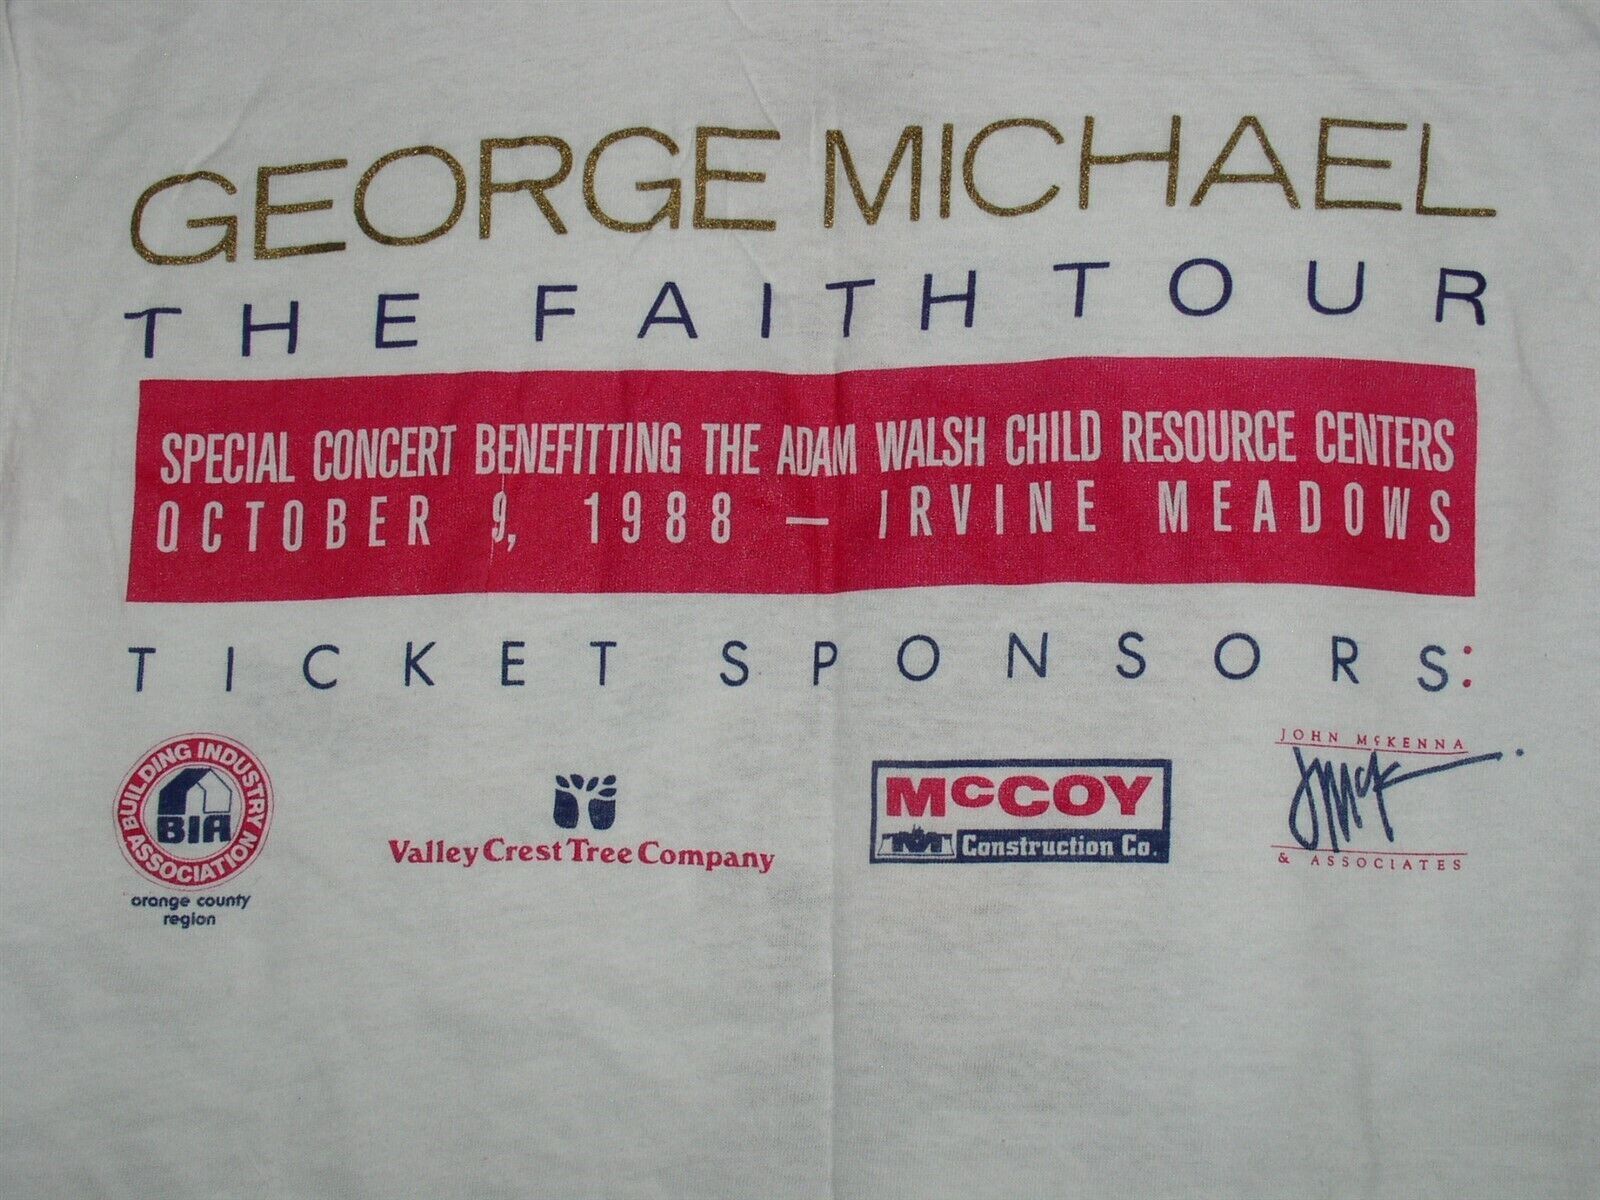 GEORGE MICHAEL
THE FAITH TOUR
SPECIAL CONCERT BENEFITTING THE ADAM WALSH CHILD RESOURCE CENTERS
OCTOBER 9, 1988 — IRVINE MEADOWS
TICKET SPONSORS:
BUILDING INDUSTRY ASSOCIATION
BIA
orange county
region
Valley Crest Tree Company
McCOY
Construction Co.
JOHN McKENNA
JMcK
& ASSOCIATES